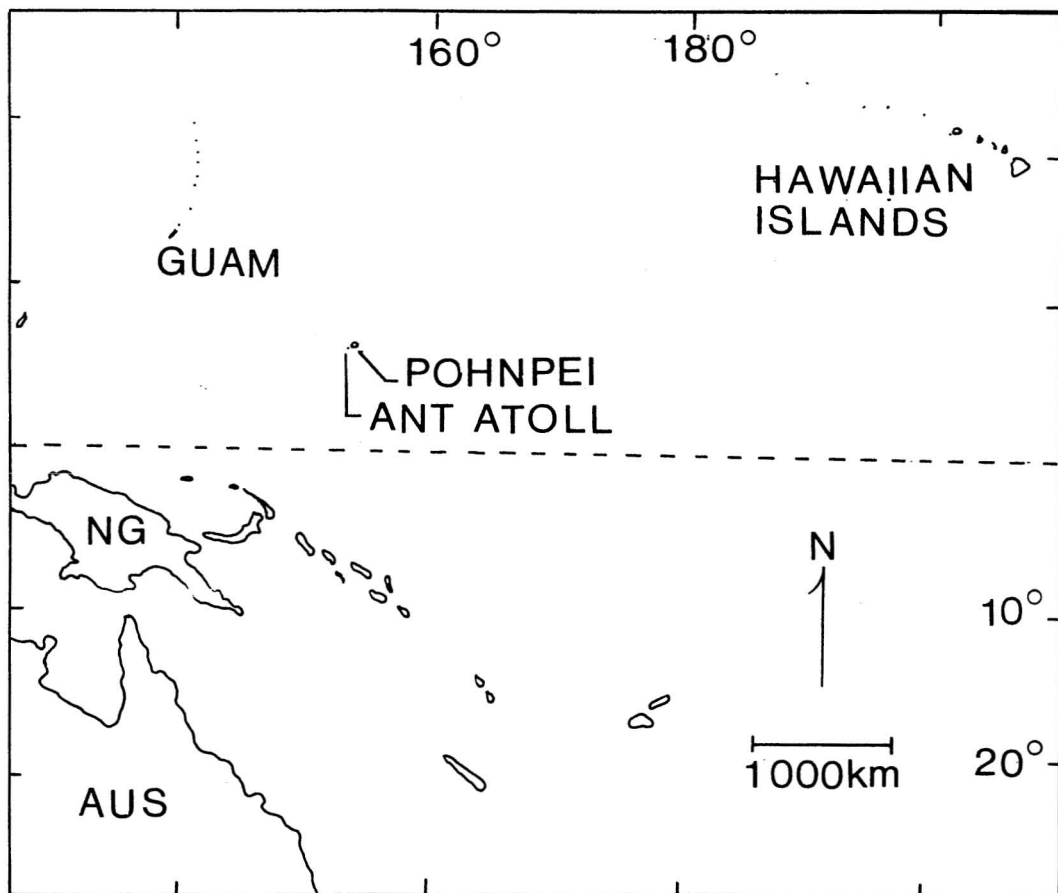 160° 180°
HAWAIIAN
ISLANDS
GUAM
POHNPEI
ANT ATOLL
NG
N
10°
20°
1000km
AUS